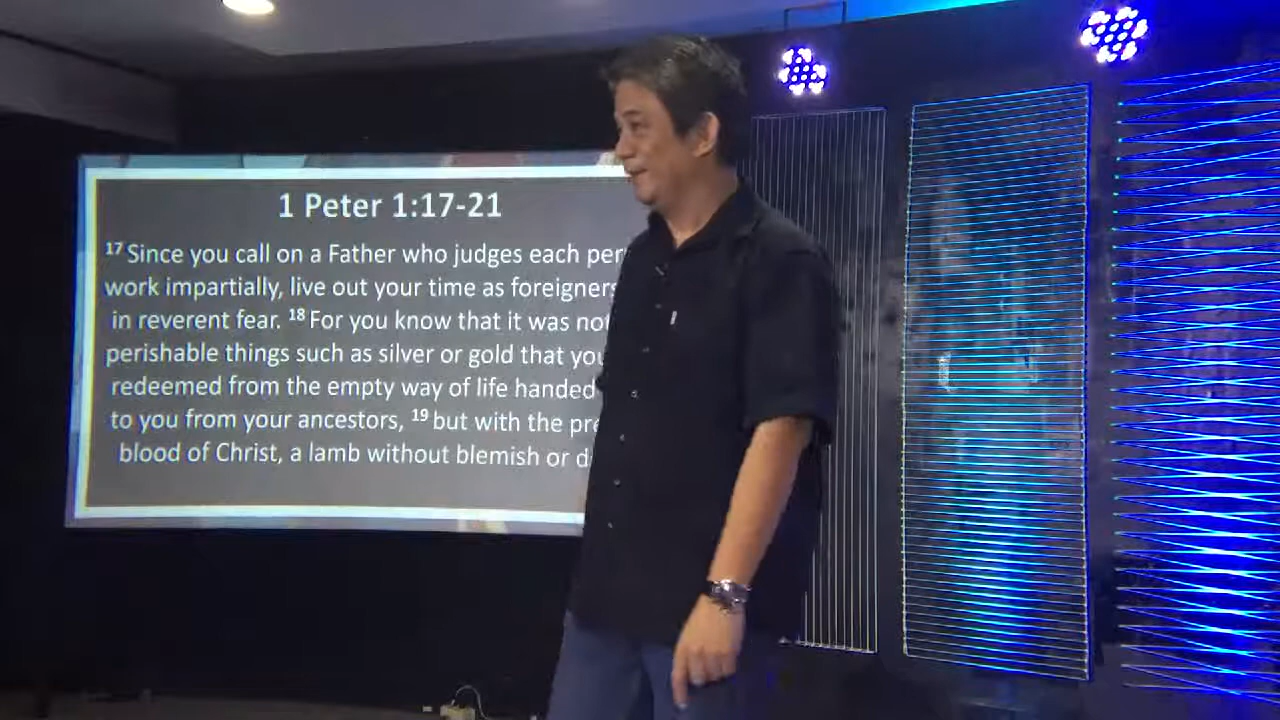 1 Peter 1:17-21
17 Since you call on a Father who judges each
work impartially, live out your time as foreigners
in reverent fear. 18 For you know that it was not
perishable things such as silver or gold that you
redeemed from the empty way of life handed
to you from your ancestors, 19 but with the
blood of Christ, a lamb without blemish or